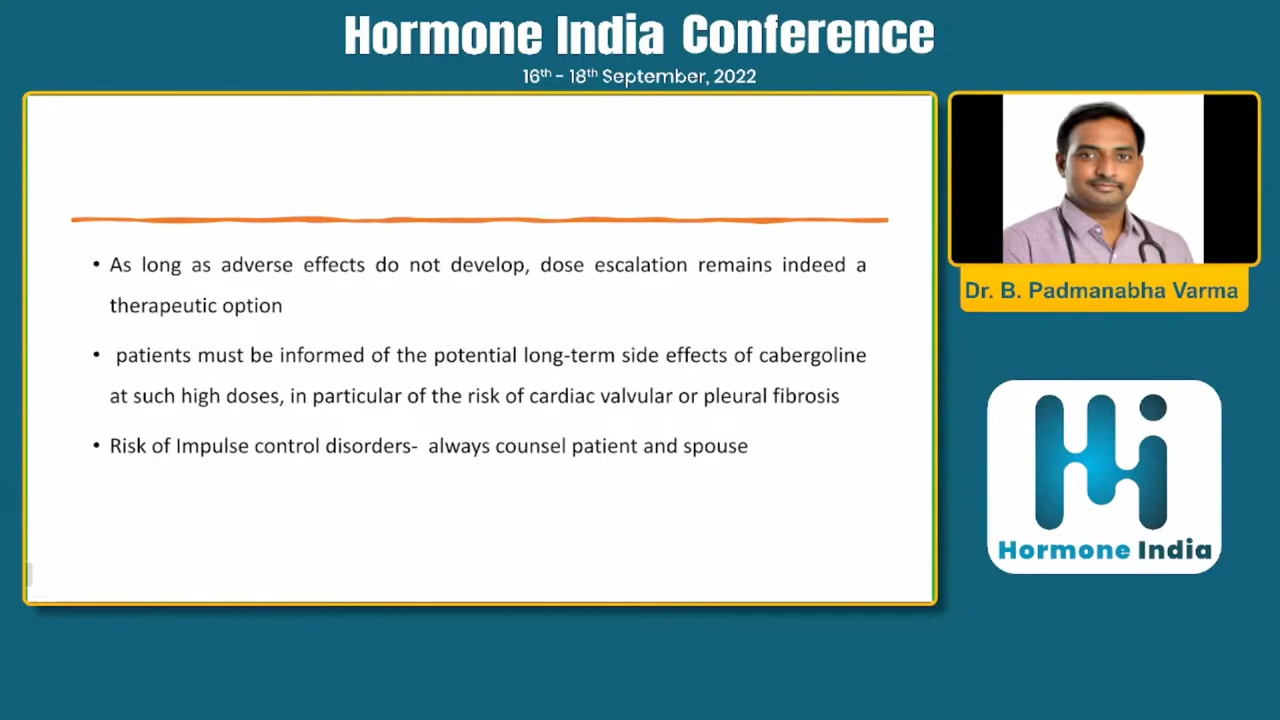 Hormone India Conference
16th - 18th September, 2022
• As long as adverse effects do not develop, dose escalation remains indeed a
therapeutic option
• patients must be informed of the potential long-term side effects of cabergoline
at such high doses, in particular of the risk of cardiac valvular or pleural fibrosis
• Risk of Impulse control disorders- always counsel patient and spouse
Dr. B. Padmanabha Varma
Hormone India